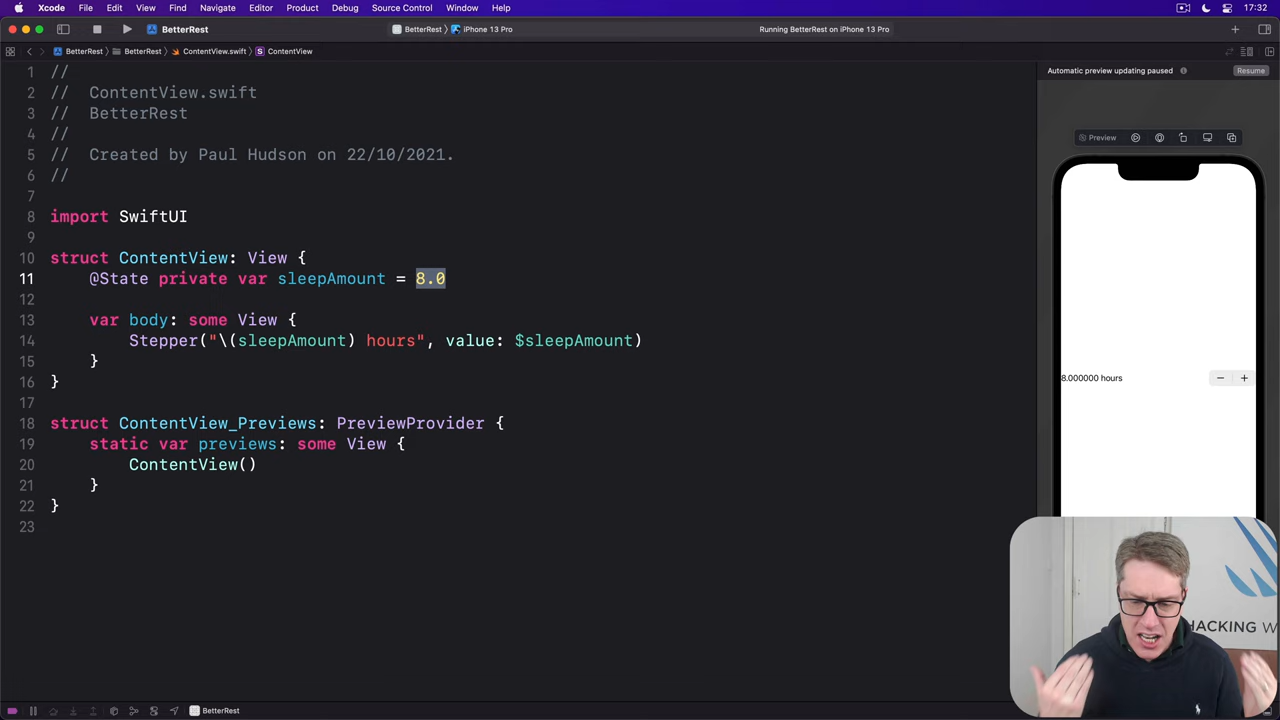 Xcode File Edit View Find Navigate Editor Product Debug Source Control Window Help 17:32
BetterRest BetterRest iPhone 13 Pro Running BetterRest on iPhone 13 Pro
BetterRest BetterRest ContentView.swift S ContentView
Automatic preview updating paused Resume
Preview
1 //
2 // ContentView.swift
3 // BetterRest
4 //
5 // Created by Paul Hudson on 22/10/2021.
6 //
7
8 import SwiftUI
9
10 struct ContentView: View {
11 @State private var sleepAmount = 8.0
12
13 var body: some View {
14 Stepper("\(sleepAmount) hours", value: $sleepAmount)
15 }
16 }
17
18 struct ContentView_Previews: PreviewProvider {
19 static var previews: some View {
20 ContentView()
21 }
22 }
23
8.000000 hours − +
HACKING W
BetterRest